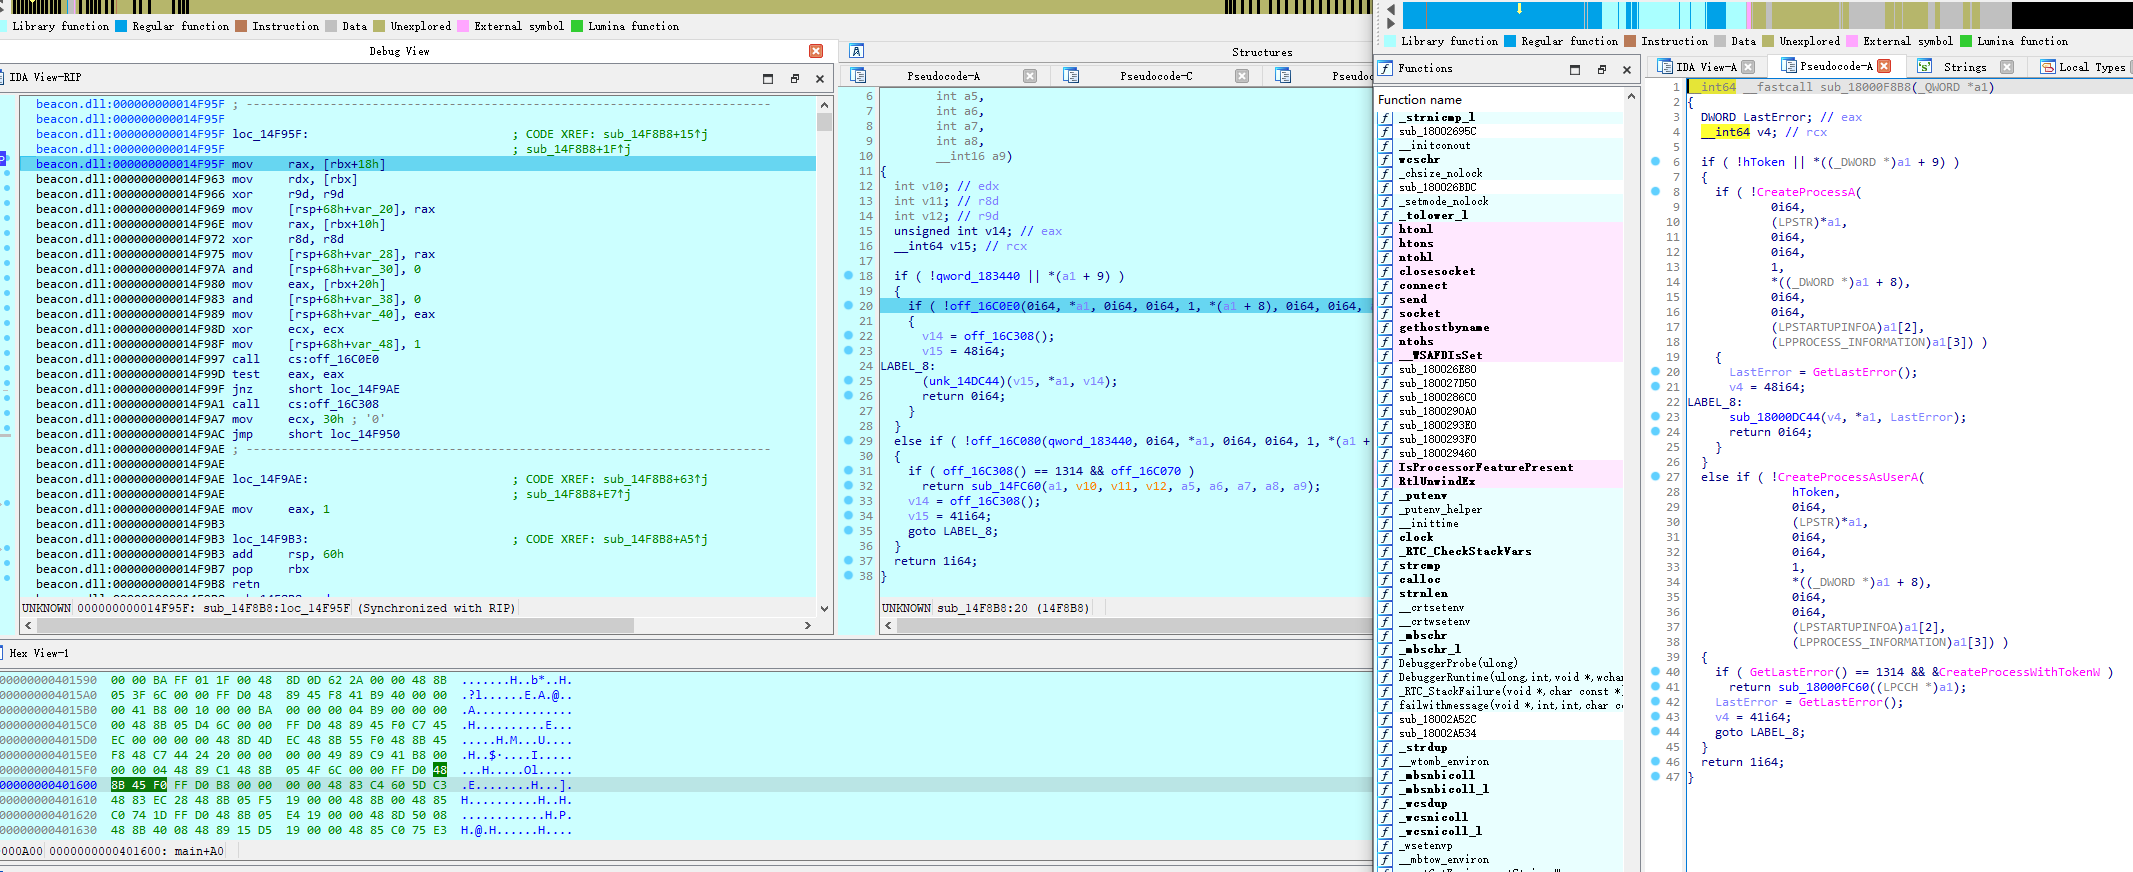 Library function Regular function Instruction Data Unexplored External symbol Lumina function
Debug View
IDA View-RIP
beacon.dll:000000000014F95F ; ---------------------------------------------------------------------------
beacon.dll:000000000014F95F
beacon.dll:000000000014F95F loc_14F95F: ; CODE XREF: sub_14F8B8+15↑j
beacon.dll:000000000014F95F ; sub_14F8B8+1F↑j
beacon.dll:000000000014F95F mov rax, [rbx+18h]
beacon.dll:000000000014F963 mov rdx, [rbx]
beacon.dll:000000000014F966 xor r9d, r9d
beacon.dll:000000000014F969 mov [rsp+68h+var_20], rax
beacon.dll:000000000014F96E mov rax, [rbx+10h]
beacon.dll:000000000014F972 xor r8d, r8d
beacon.dll:000000000014F975 mov [rsp+68h+var_28], rax
beacon.dll:000000000014F97A and [rsp+68h+var_30], 0
beacon.dll:000000000014F980 mov eax, [rbx+20h]
beacon.dll:000000000014F983 and [rsp+68h+var_38], 0
beacon.dll:000000000014F989 mov [rsp+68h+var_40], eax
beacon.dll:000000000014F98D xor ecx, ecx
beacon.dll:000000000014F98F mov [rsp+68h+var_48], 1
beacon.dll:000000000014F997 call cs:off_16C0E0
beacon.dll:000000000014F99D test eax, eax
beacon.dll:000000000014F99F jnz short loc_14F9AE
beacon.dll:000000000014F9A1 call cs:off_16C308
beacon.dll:000000000014F9A7 mov ecx, 30h ; '0'
beacon.dll:000000000014F9AC jmp short loc_14F950
beacon.dll:000000000014F9AE ; ---------------------------------------------------------------------------
beacon.dll:000000000014F9AE
beacon.dll:000000000014F9AE loc_14F9AE: ; CODE XREF: sub_14F8B8+63↑j
beacon.dll:000000000014F9AE ; sub_14F8B8+E7↑j
beacon.dll:000000000014F9AE mov eax, 1
beacon.dll:000000000014F9B3
beacon.dll:000000000014F9B3 loc_14F9B3: ; CODE XREF: sub_14F8B8+A5↑j
beacon.dll:000000000014F9B3 add rsp, 60h
beacon.dll:000000000014F9B7 pop rbx
beacon.dll:000000000014F9B8 retn
UNKNOWN 000000000014F95F: sub_14F8B8:loc_14F95F (Synchronized with RIP)
Structures
Pseudocode-A Pseudocode-C
6 int a5,
7 int a6,
8 int a7,
9 int a8,
10 __int16 a9)
11 {
12 int v10; // edx
13 int v11; // r8d
14 int v12; // r9d
15 unsigned int v14; // eax
16 __int64 v15; // rcx
17
18 if ( !qword_183440 || *(a1 + 9) )
19 {
20 if ( !off_16C0E0(0i64, *a1, 0i64, 0i64, 1, *(a1 + 8), 0i64, 0i64,
21 {
22 v14 = off_16C308();
23 v15 = 48i64;
24 LABEL_8:
25 (unk_14DC44)(v15, *a1, v14);
26 return 0i64;
27 }
28 }
29 else if ( !off_16C080(qword_183440, 0i64, *a1, 0i64, 0i64, 1, *(a1 +
30 {
31 if ( off_16C308() == 1314 && off_16C070 )
32 return sub_14FC60(a1, v10, v11, v12, a5, a6, a7, a8, a9);
33 v14 = off_16C308();
34 v15 = 41i64;
35 goto LABEL_8;
36 }
37 return 1i64;
38 }
UNKNOWN sub_14F8B8:20 (14F8B8)
Hex View-1
00000000401590 00 00 BA FF 01 1F 00 48 8D 0D 62 2A 00 00 48 8B .......H..b*..H.
000000004015A0 05 3F 6C 00 00 FF D0 48 89 45 F8 41 B9 40 00 00 .?l....H.E.A.@..
000000004015B0 00 41 B8 00 10 00 00 BA 00 00 00 04 B9 00 00 00 .A..............
000000004015C0 00 48 8B 05 D4 6C 00 00 FF D0 48 89 45 F0 C7 45 .H...l....H.E..E
000000004015D0 EC 00 00 00 00 48 8D 4D EC 48 8B 55 F0 48 8B 45 .....H.M.H.U.H.E
000000004015E0 F8 48 C7 44 24 20 00 00 00 00 49 89 C9 41 B8 00 .H.D$ ....I..A..
000000004015F0 00 00 04 48 89 C1 48 8B 05 4F 6C 00 00 FF D0 48 ...H..H..Ol....H
00000000401600 8B 45 F0 FF D0 B8 00 00 00 00 48 83 C4 60 5D C3 .E........H..`].
00000000401610 48 83 EC 28 48 8B 05 F5 19 00 00 48 8B 00 48 85 H..(H......H..H.
00000000401620 C0 74 1D FF D0 48 8B 05 E4 19 00 00 48 8D 50 08 .t...H......H.P.
00000000401630 48 8B 40 08 48 89 15 D5 19 00 00 48 85 C0 75 E3 H.@.H......H..u.
0000A00 0000000000401600: main+A0
Library function Regular function Instruction Data Unexplored External symbol Lumina function
Functions
Function name
_strnicmp_l
sub_18002695C
__initconout
wcschr
_chsize_nolock
sub_180026BDC
_setmode_nolock
_tolower_l
htonl
htons
ntohl
closesocket
connect
send
socket
gethostbyname
ntohs
__WSAFDIsSet
sub_180026E80
sub_180027D50
sub_1800286C0
sub_1800290A0
sub_1800293E0
sub_1800293F0
sub_180029460
IsProcessorFeaturePresent
RtlUnwindEx
_putenv
_putenv_helper
__inittime
clock
_RTC_CheckStackVars
strcmp
calloc
strnlen
__crtsetenv
__crtwsetenv
_mbschr
_mbschr_l
DebuggerProbe(ulong)
DebuggerRuntime(ulong,int,void *,wchar
_RTC_StackFailure(void *,char const *)
failwithmessage(void *,int,int,char co
sub_18002A52C
sub_18002A534
_strdup
__wtomb_environ
_mbsnbicoll
_mbsnbicoll_l
_wcsdup
_wcsnicoll
_wcsnicoll_l
_wsetenvp
__mbtow_environ
IDA View-A Pseudocode-A Strings Local Types
1 __int64 __fastcall sub_18000F8B8(_QWORD *a1)
2 {
3 DWORD LastError; // eax
4 __int64 v4; // rcx
5
6 if ( !hToken || *((_DWORD *)a1 + 9) )
7 {
8 if ( !CreateProcessA(
9 0i64,
10 (LPSTR)*a1,
11 0i64,
12 0i64,
13 1,
14 *((_DWORD *)a1 + 8),
15 0i64,
16 0i64,
17 (LPSTARTUPINFOA)a1[2],
18 (LPPROCESS_INFORMATION)a1[3]) )
19 {
20 LastError = GetLastError();
21 v4 = 48i64;
22 LABEL_8:
23 sub_18000DC44(v4, *a1, LastError);
24 return 0i64;
25 }
26 }
27 else if ( !CreateProcessAsUserA(
28 hToken,
29 0i64,
30 (LPSTR)*a1,
31 0i64,
32 0i64,
33 1,
34 *((_DWORD *)a1 + 8),
35 0i64,
36 0i64,
37 (LPSTARTUPINFOA)a1[2],
38 (LPPROCESS_INFORMATION)a1[3]) )
39 {
40 if ( GetLastError() == 1314 && &CreateProcessWithTokenW )
41 return sub_18000FC60((LPCCH *)a1);
42 LastError = GetLastError();
43 v4 = 41i64;
44 goto LABEL_8;
45 }
46 return 1i64;
47 }